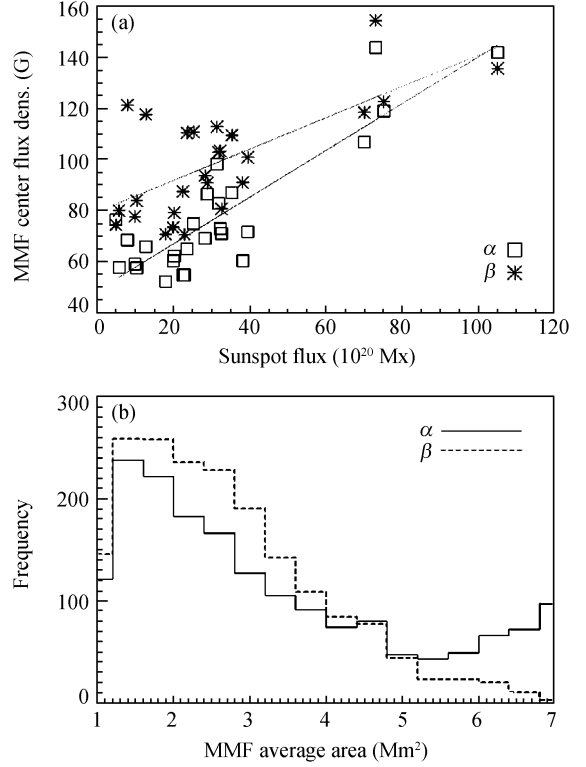 (a)
MMF center flux dens. (G)
160
140
120
100
80
60
40
α
β
0 20 40 60 80 100 120
Sunspot flux (10²⁰ Mx)
(b)
Frequency
300
200
100
0
α
β
1 2 3 4 5 6 7
MMF average area (Mm²)